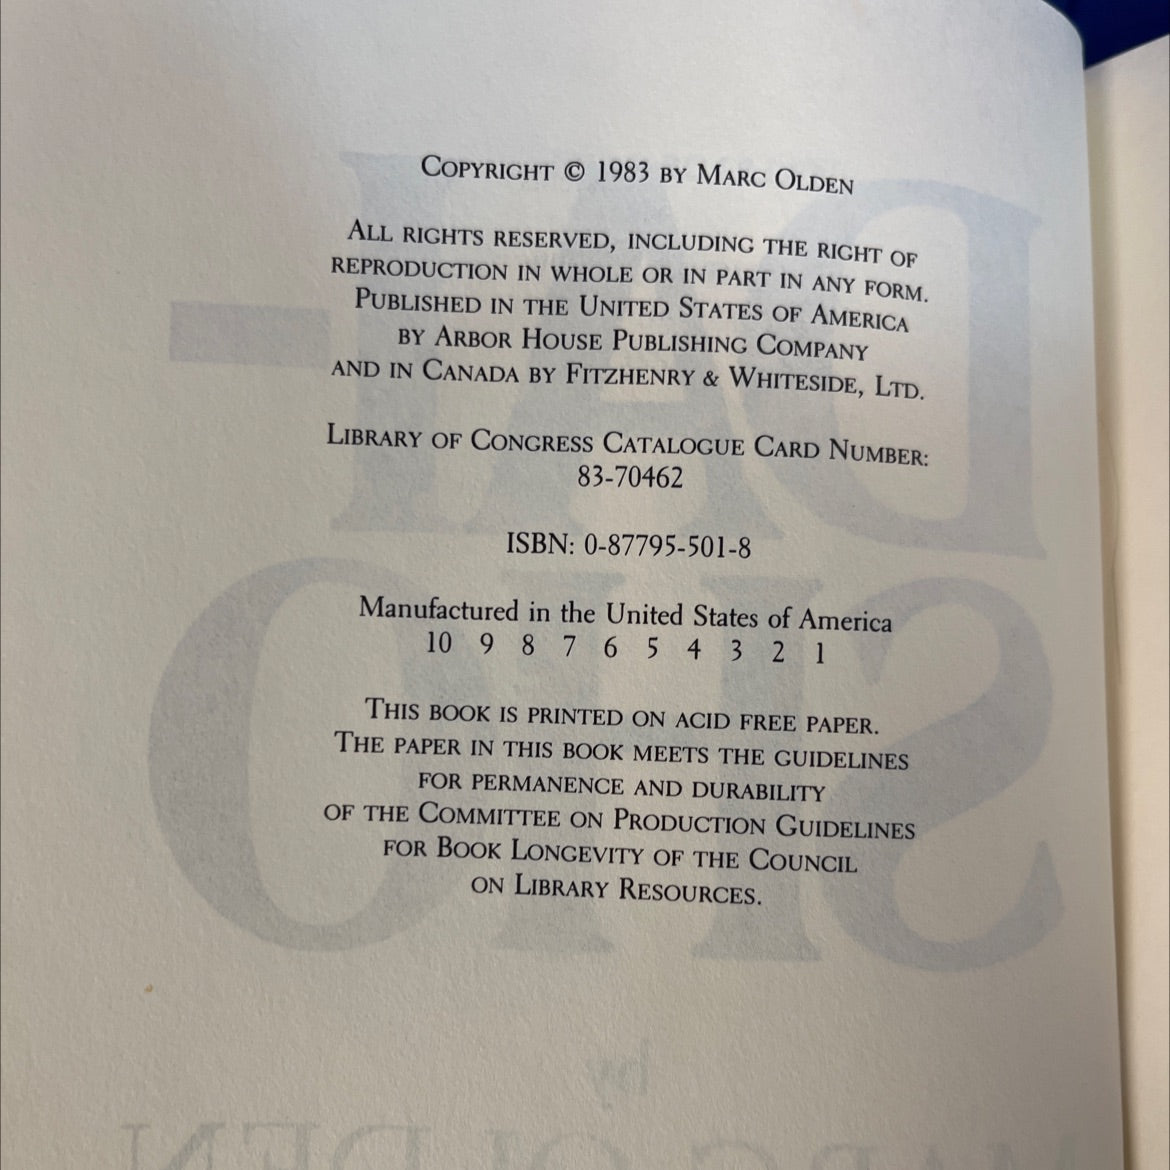 COPYRIGHT © 1983 BY MARC OLDEN
ALL RIGHTS RESERVED, INCLUDING THE RIGHT OF
REPRODUCTION IN WHOLE OR IN PART IN ANY FORM.
PUBLISHED IN THE UNITED STATES OF AMERICA
BY ARBOR HOUSE PUBLISHING COMPANY
AND IN CANADA BY FITZHENRY & WHITESIDE, LTD.
LIBRARY OF CONGRESS CATALOGUE CARD NUMBER:
83-70462
ISBN: 0-87795-501-8
Manufactured in the United States of America
10 9 8 7 6 5 4 3 2 1
THIS BOOK IS PRINTED ON ACID FREE PAPER.
THE PAPER IN THIS BOOK MEETS THE GUIDELINES
FOR PERMANENCE AND DURABILITY
OF THE COMMITTEE ON PRODUCTION GUIDELINES
FOR BOOK LONGEVITY OF THE COUNCIL
ON LIBRARY RESOURCES.
DAI-
SHO
by
MARC OLDEN